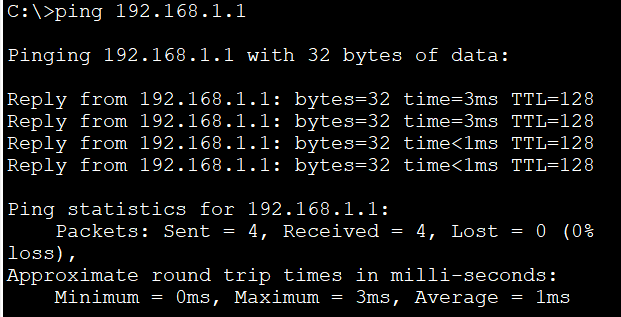 C:\>ping 192.168.1.1
Pinging 192.168.1.1 with 32 bytes of data:
Reply from 192.168.1.1: bytes=32 time=3ms TTL=128
Reply from 192.168.1.1: bytes=32 time=3ms TTL=128
Reply from 192.168.1.1: bytes=32 time<1ms TTL=128
Reply from 192.168.1.1: bytes=32 time<1ms TTL=128
Ping statistics for 192.168.1.1:
    Packets: Sent = 4, Received = 4, Lost = 0 (0%
loss),
Approximate round trip times in milli-seconds:
    Minimum = 0ms, Maximum = 3ms, Average = 1ms